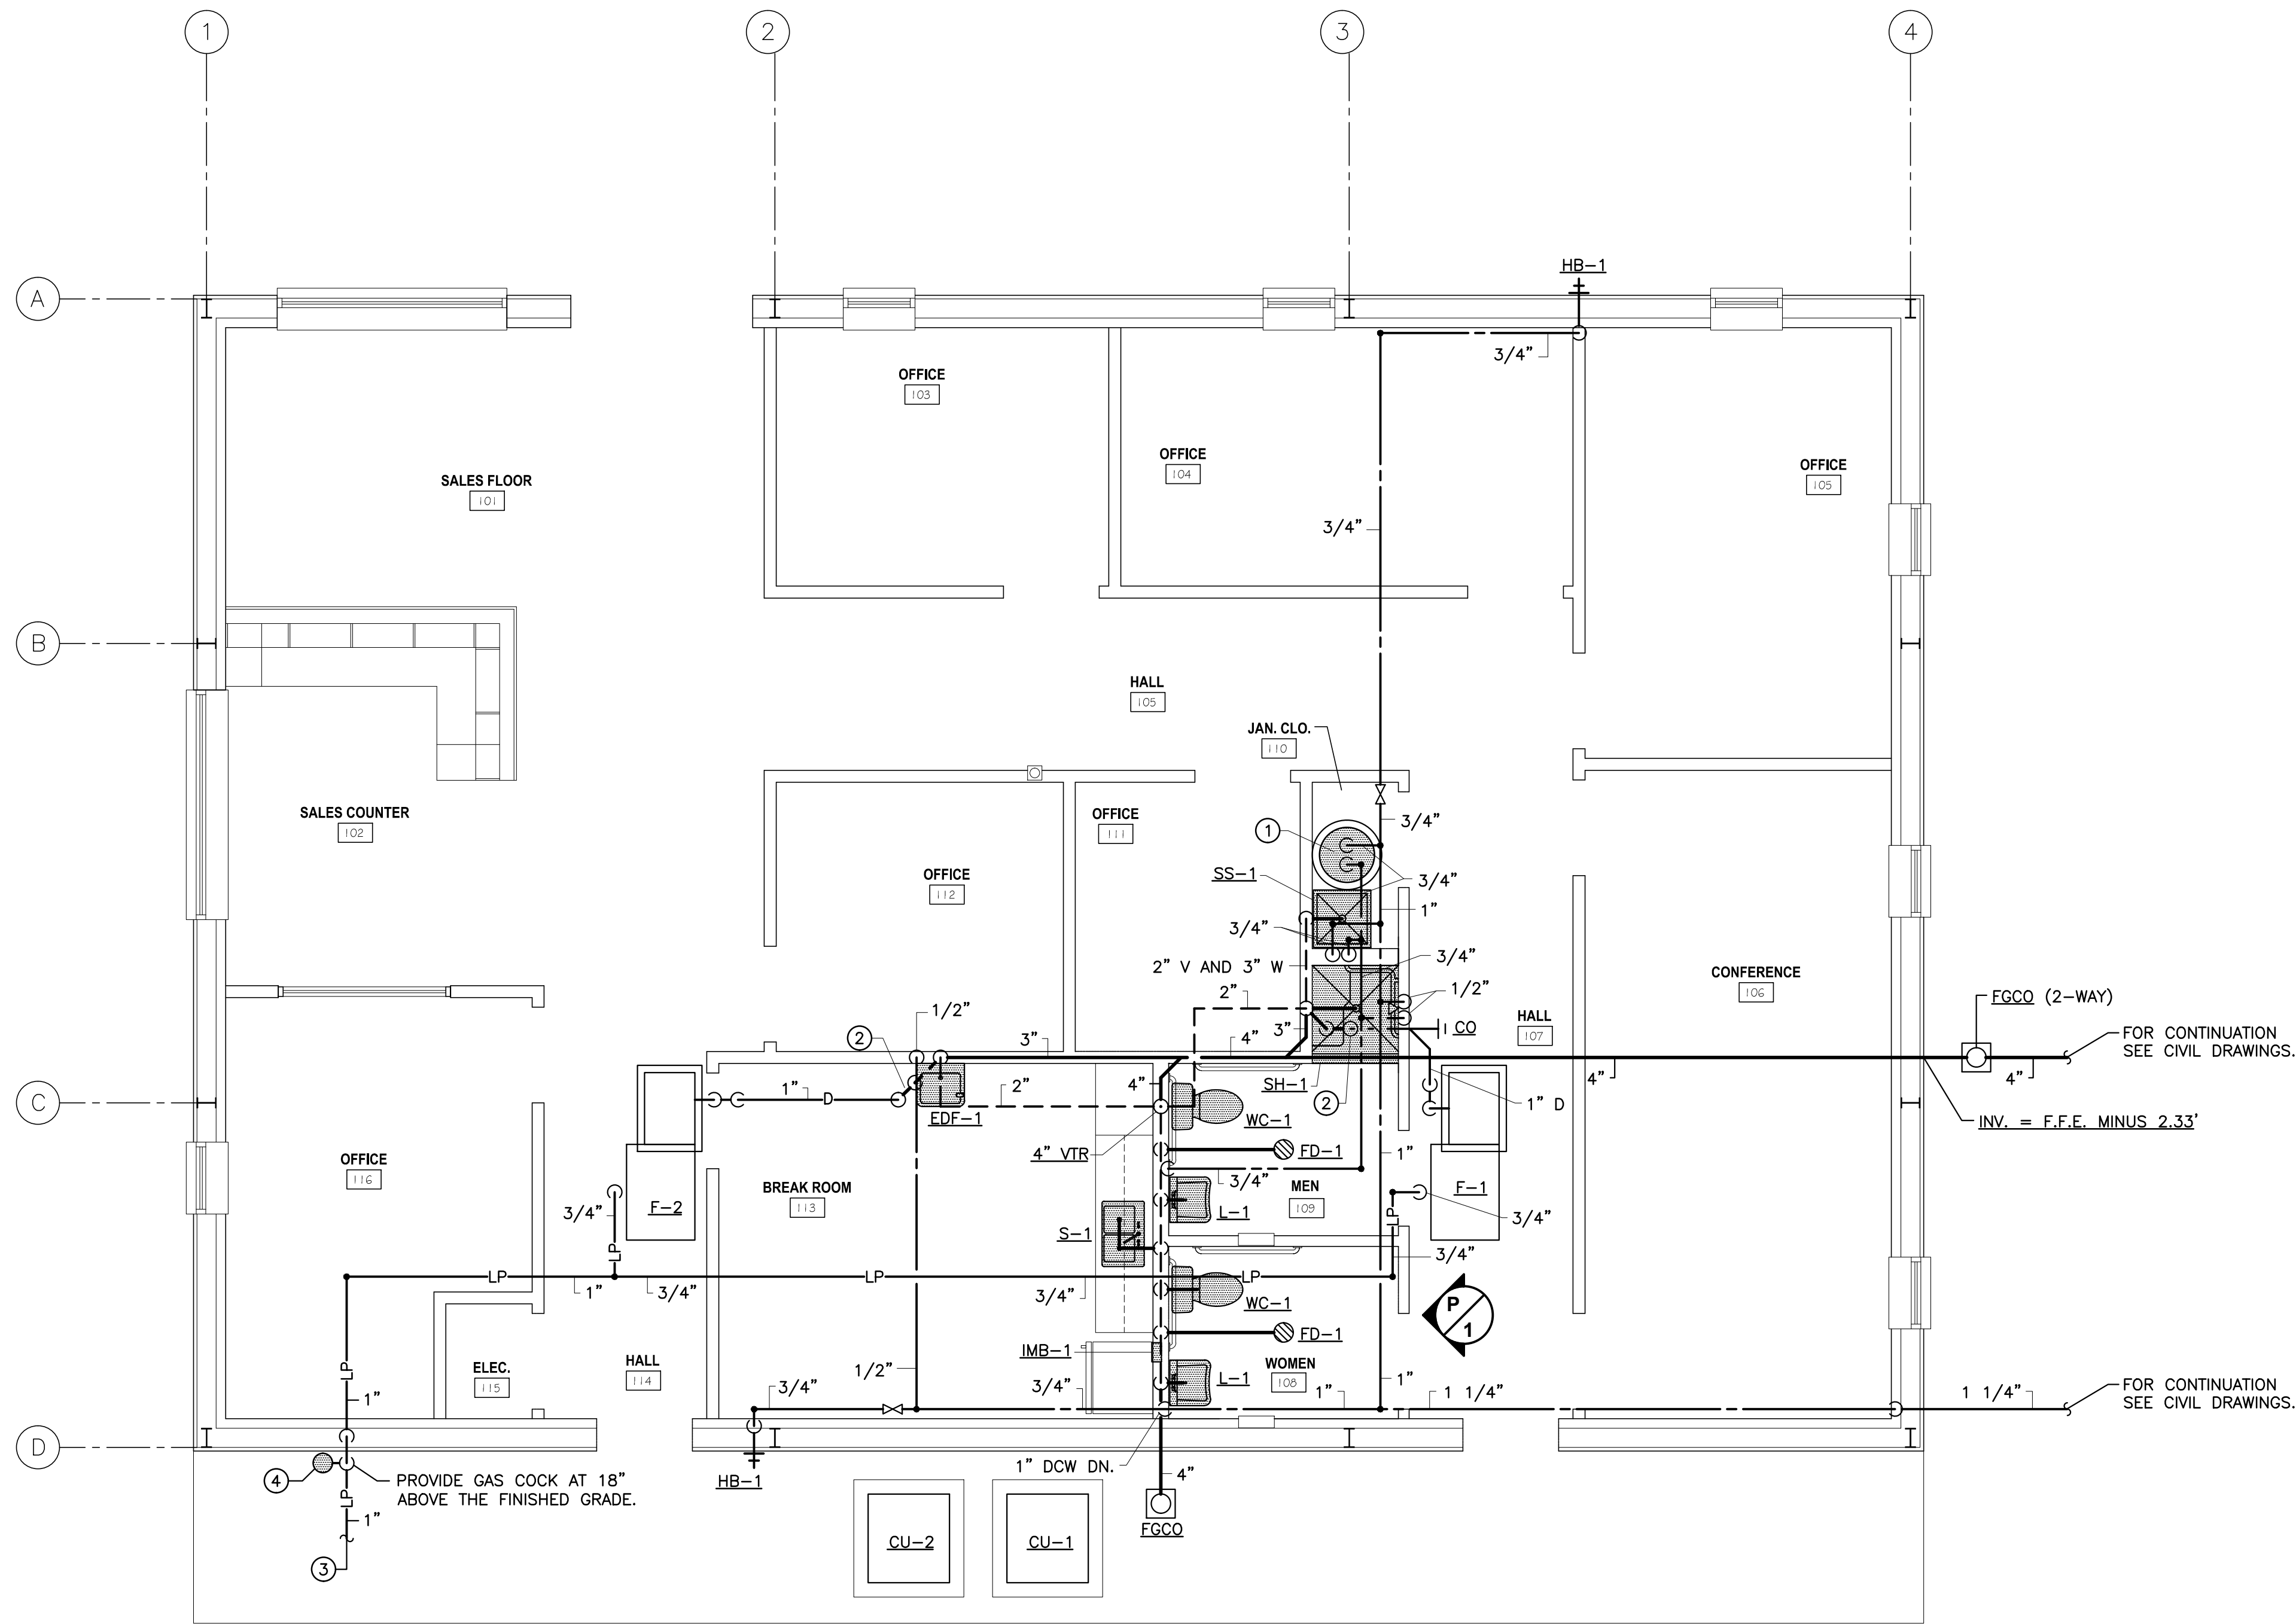 1
2
3
4
A
HB-1
3/4"
OFFICE
103
OFFICE
104
OFFICE
105
SALES FLOOR
101
3/4"
B
HALL
105
JAN. CLO.
110
SALES COUNTER
102
OFFICE
111
1
3/4"
OFFICE
112
SS-1
3/4"
1"
3/4"
3/4"
2" V AND 3" W
CONFERENCE
106
1/2"
2"
FGCO (2-WAY)
1/2"
2
3"
3"
4"
CO
HALL
107
FOR CONTINUATION
SEE CIVIL DRAWINGS.
4"
4"
C
1"
D
2"
4"
SH-1
2
1" D
EDF-1
WC-1
INV. = F.F.E. MINUS 2.33'
4" VTR
FD-1
1"
OFFICE
116
BREAK ROOM
113
3/4"
MEN
109
F-2
F-1
3/4"
L-1
LP
3/4"
S-1
LP
3/4"
LP
LP
LP
1"
3/4"
3/4"
WC-1
P
1
FD-1
IMB-1
ELEC.
115
HALL
114
LP
1/2"
WOMEN
108
L-1
1"
3/4"
3/4"
1"
1"
1 1/4"
1 1/4"
FOR CONTINUATION
SEE CIVIL DRAWINGS.
D
4
PROVIDE GAS COCK AT 18"
ABOVE THE FINISHED GRADE.
HB-1
1" DCW DN.
4"
LP
1"
FGCO
CU-2
CU-1
3